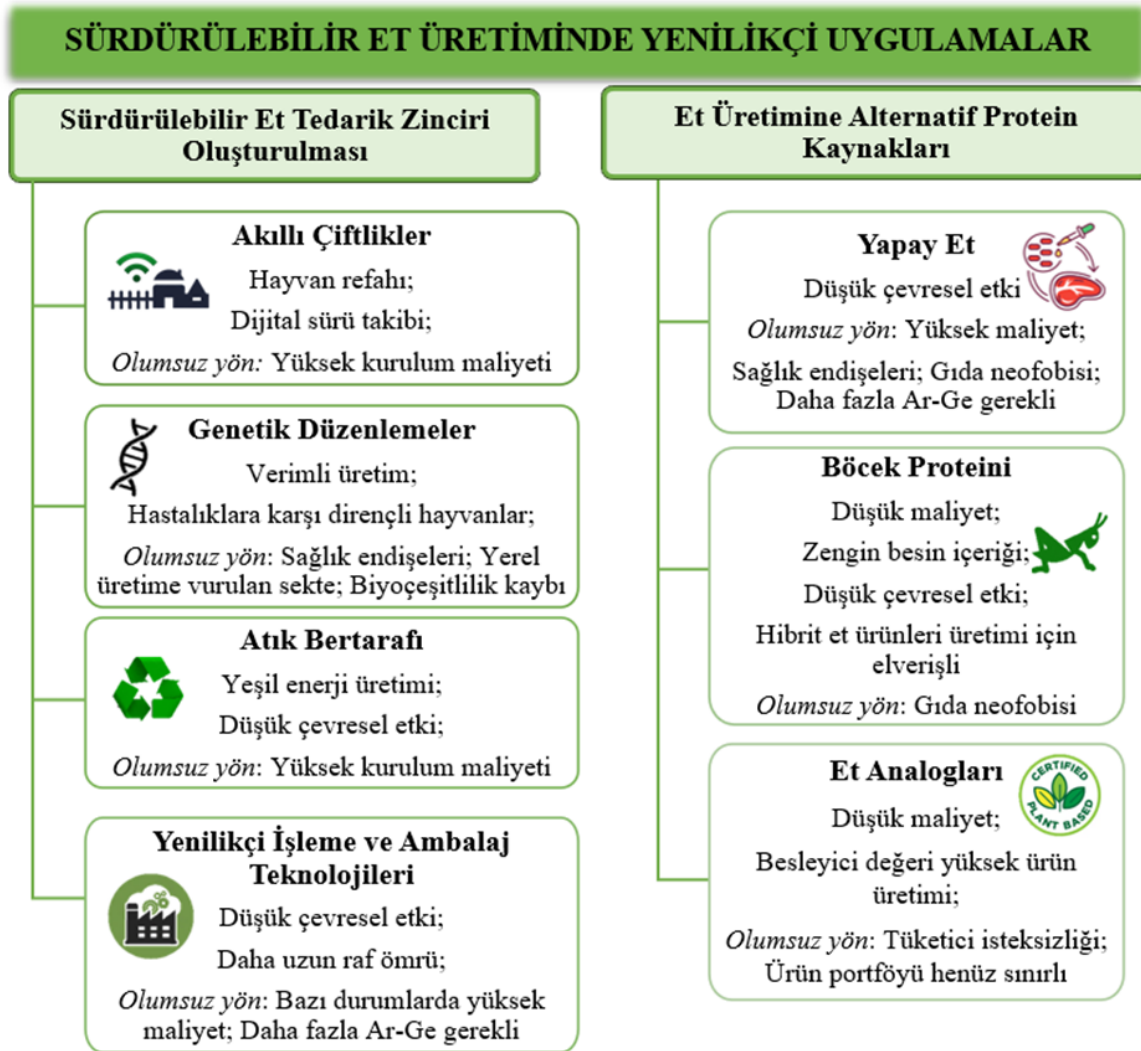 SÜRDÜRÜLEBİLİR ET ÜRETİMİNDE YENİLİKÇİ UYGULAMALAR
Sürdürülebilir Et Tedarik Zinciri
Oluşturulması
Akıllı Çiftlikler
Hayvan refahı;
Dijital sürü takibi;
Olumsuz yön: Yüksek kurulum maliyeti
Genetik Düzenlemeler
Verimli üretim;
Hastalıklara karşı dirençli hayvanlar;
Olumsuz yön: Sağlık endişeleri; Yerel
üretime vurulan sekte; Biyoçeşitlilik kaybı
Atık Bertarafı
Yeşil enerji üretimi;
Düşük çevresel etki;
Olumsuz yön: Yüksek kurulum maliyeti
Yenilikçi İşleme ve Ambalaj
Teknolojileri
Düşük çevresel etki;
Daha uzun raf ömrü;
Olumsuz yön: Bazı durumlarda yüksek
maliyet; Daha fazla Ar-Ge gerekli
Et Üretimine Alternatif Protein
Kaynakları
Yapay Et
Düşük çevresel etki
Olumsuz yön: Yüksek maliyet;
Sağlık endişeleri; Gıda neofobisi;
Daha fazla Ar-Ge gerekli
Böcek Proteini
Düşük maliyet;
Zengin besin içeriği;
Düşük çevresel etki;
Hibrit et ürünleri üretimi için
elverişli
Olumsuz yön: Gıda neofobisi
Et Analogları
CERTIFIED
PLANT BASED
Düşük maliyet;
Besleyici değeri yüksek ürün
üretimi;
Olumsuz yön: Tüketici isteksizliği;
Ürün portföyü henüz sınırlı